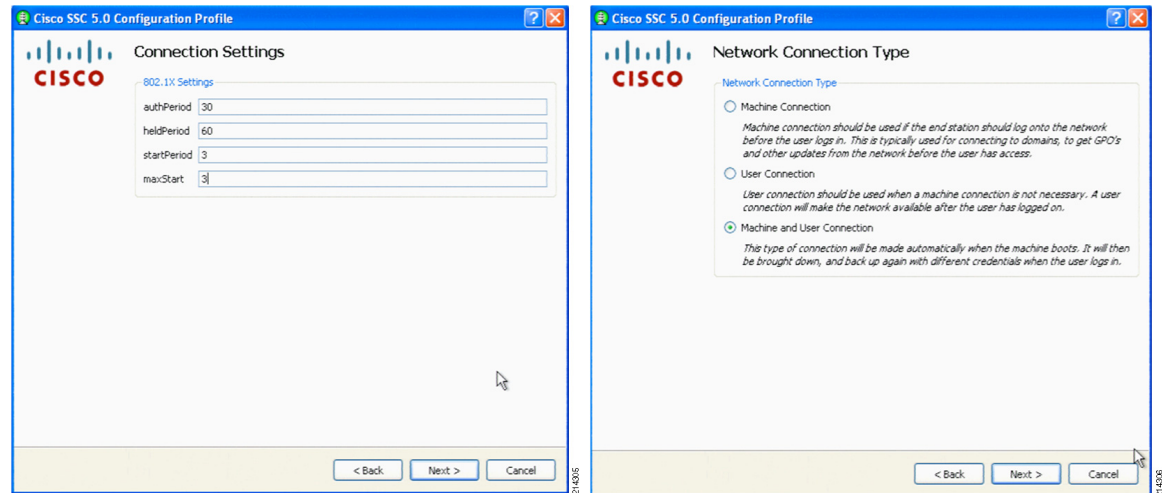 Cisco SSC 5.0 Configuration Profile
CISCO
Connection Settings
802.1X Settings
authPeriod 30
heldPeriod 60
startPeriod 3
maxStart 3
< Back Next > Cancel
214305
Cisco SSC 5.0 Configuration Profile
CISCO
Network Connection Type
Network Connection Type
Machine Connection
Machine connection should be used if the end station should log onto the network
before the user logs in. This is typically used for connecting to domains, to get GPO's
and other updates from the network before the user has access.
User Connection
User connection should be used when a machine connection is not necessary. A user
connection will make the network available after the user has logged on.
Machine and User Connection
This type of connection will be made automatically when the machine boots. It will then
be brought down, and back up again with different credentials when the user logs in.
< Back Next > Cancel
14306